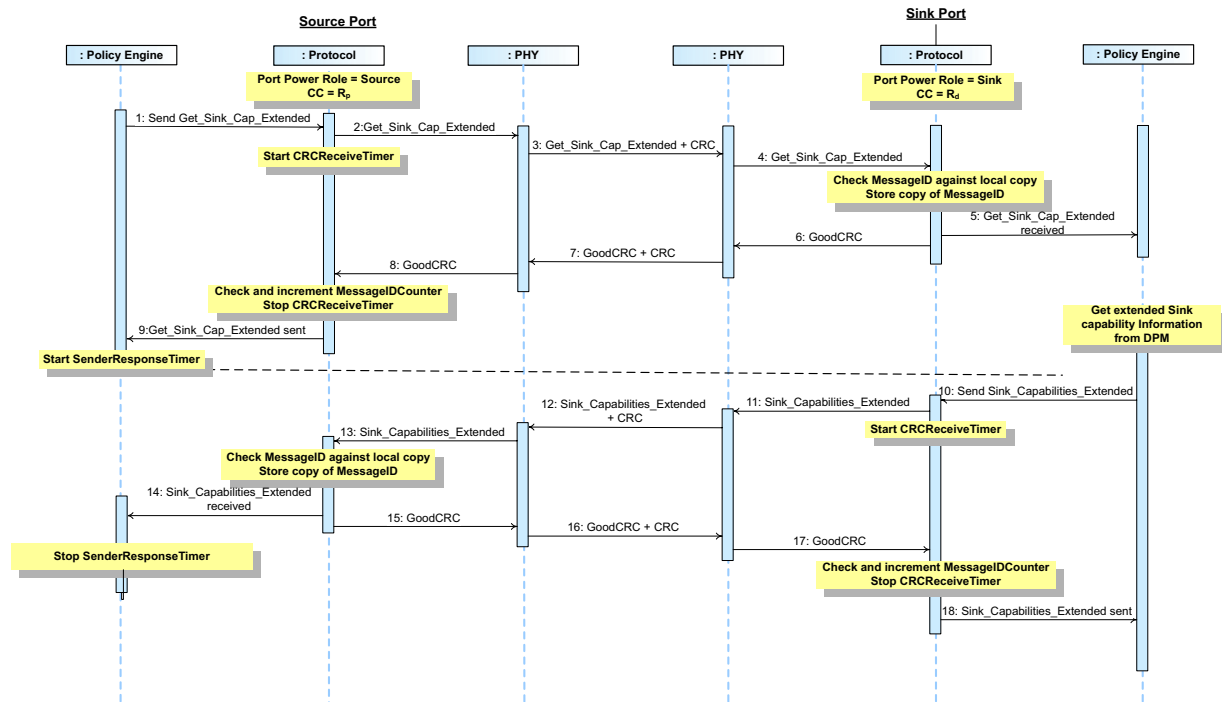 Source Port
Sink Port
: Policy Engine
: Protocol
: PHY
: PHY
: Protocol
: Policy Engine
Port Power Role = Source
CC = Rp
Port Power Role = Sink
CC = Rd
1: Send Get_Sink_Cap_Extended
2:Get_Sink_Cap_Extended
Start CRCReceiveTimer
3: Get_Sink_Cap_Extended + CRC
4: Get_Sink_Cap_Extended
Check MessageID against local copy
Store copy of MessageID
5: Get_Sink_Cap_Extended
received
6: GoodCRC
7: GoodCRC + CRC
8: GoodCRC
Check and increment MessageIDCounter
Stop CRCReceiveTimer
9:Get_Sink_Cap_Extended sent
Start SenderResponseTimer
Get extended Sink
capability Information
from DPM
10: Send Sink_Capabilities_Extended
11: Sink_Capabilities_Extended
Start CRCReceiveTimer
12: Sink_Capabilities_Extended
+ CRC
13: Sink_Capabilities_Extended
Check MessageID against local copy
Store copy of MessageID
14: Sink_Capabilities_Extended
received
15: GoodCRC
16: GoodCRC + CRC
17: GoodCRC
Stop SenderResponseTimer
Check and increment MessageIDCounter
Stop CRCReceiveTimer
18: Sink_Capabilities_Extended sent